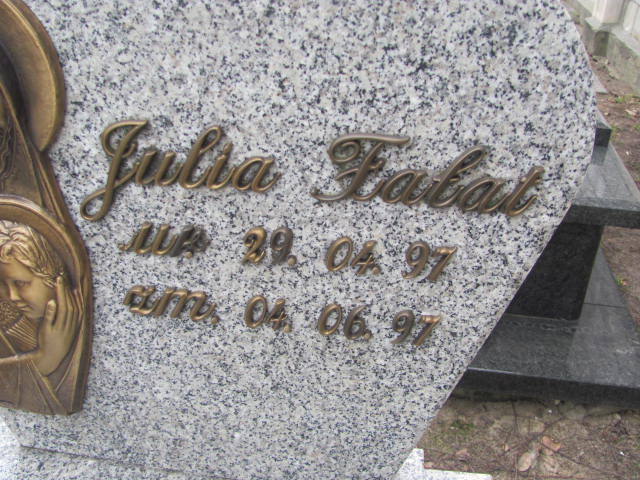 Julia Fałat
ur. 29. 04. 97
zm. 04. 06. 97